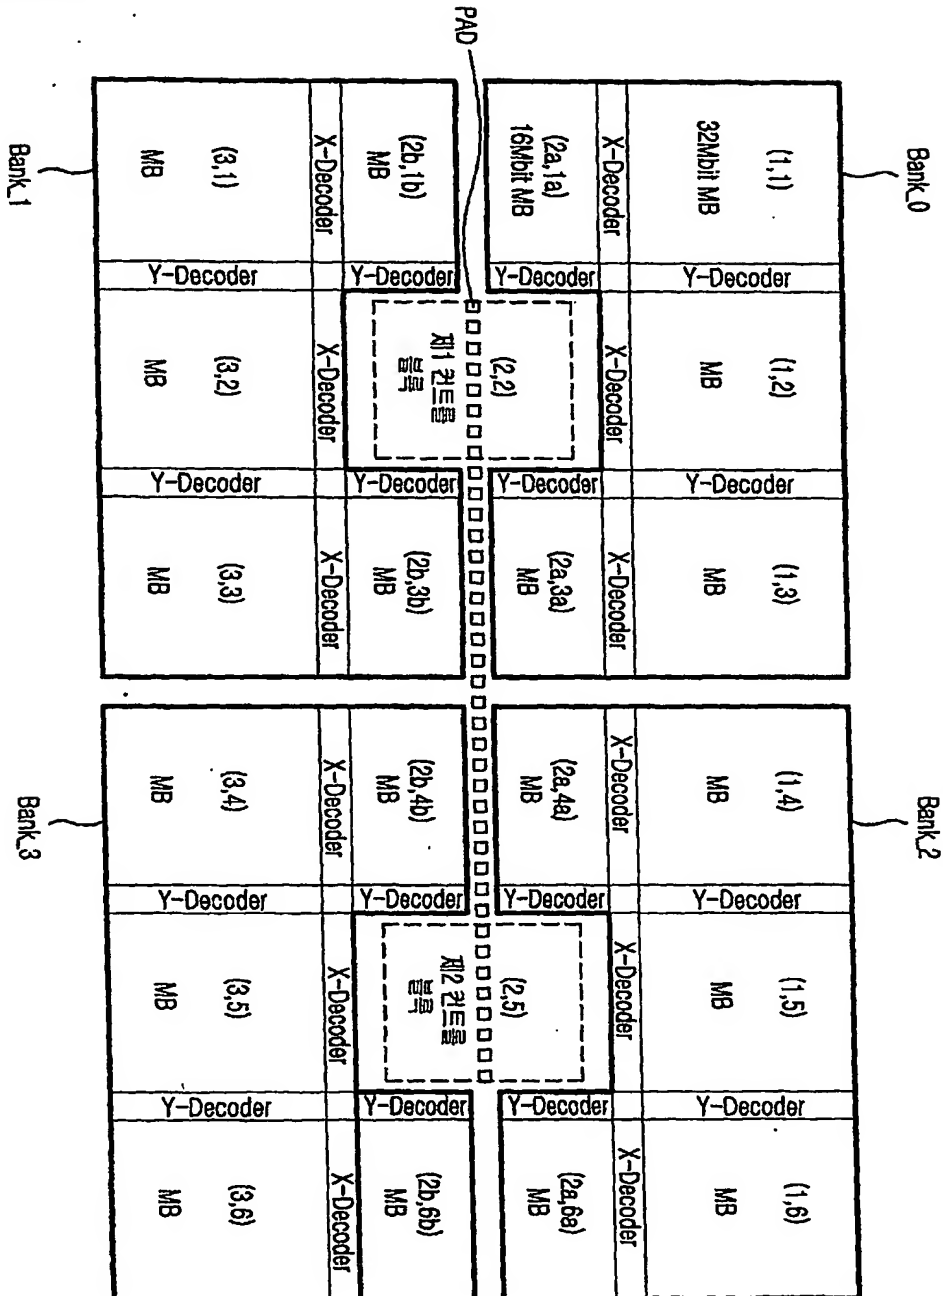 Bank_0
Bank_2
(1,1)
32Mbit MB
Y-Decoder
(1,2)
MB
Y-Decoder
(1,3)
MB
(1,4)
MB
Y-Decoder
(1,5)
MB
Y-Decoder
(1,6)
MB
X-Decoder
X-Decoder
X-Decoder
X-Decoder
X-Decoder
X-Decoder
(2a,1a)
16Mbit MB
Y-Decoder
(2,2)
Y-Decoder
(2a,3a)
MB
(2a,4a)
MB
Y-Decoder
(2,5)
Y-Decoder
(2a,6a)
MB
PAD
(2b,1b)
MB
Y-Decoder
제1 컨트롤
블록
Y-Decoder
(2b,3b)
MB
(2b,4b)
MB
Y-Decoder
제2 컨트롤
블록
Y-Decoder
(2b,6b)
MB
X-Decoder
X-Decoder
X-Decoder
X-Decoder
X-Decoder
X-Decoder
(3,1)
MB
Y-Decoder
(3,2)
MB
Y-Decoder
(3,3)
MB
(3,4)
MB
Y-Decoder
(3,5)
MB
Y-Decoder
(3,6)
MB
Bank_1
Bank_3